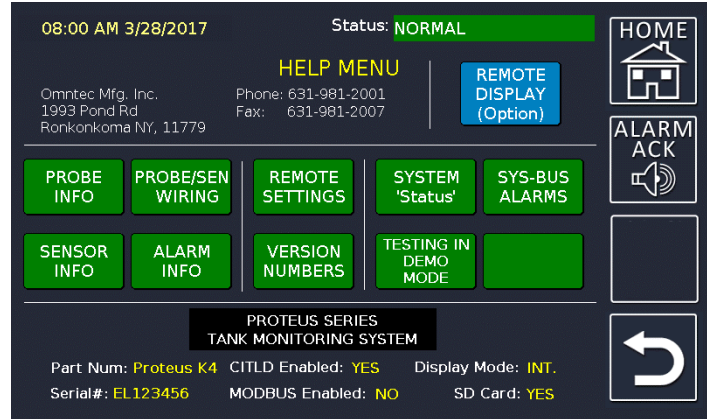 08:00 AM 3/28/2017
Status: NORMAL
HOME
HELP MENU
Omntec Mfg. Inc.
1993 Pond Rd
Ronkonkoma NY, 11779
Phone: 631-981-2001
Fax: 631-981-2007
REMOTE
DISPLAY
(Option)
ALARM
ACK
PROBE
INFO
PROBE/SEN
WIRING
REMOTE
SETTINGS
SYSTEM
'Status'
SYS-BUS
ALARMS
SENSOR
INFO
ALARM
INFO
VERSION
NUMBERS
TESTING IN
DEMO
MODE
PROTEUS SERIES
TANK MONITORING SYSTEM
Part Num: Proteus K4 CITLD Enabled: YES Display Mode: INT.
Serial#: EL123456 MODBUS Enabled: NO SD Card: YES